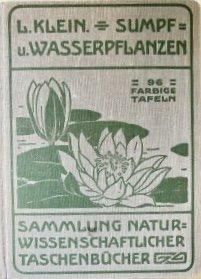 L. KLEIN. = SUMPF=
u. WASSERPFLANZEN
= 96 =
FARBIGE
TAFELN
SAMMLUNG NATUR=
WISSENSCHAFTLICHER
TASCHENBÜCHER